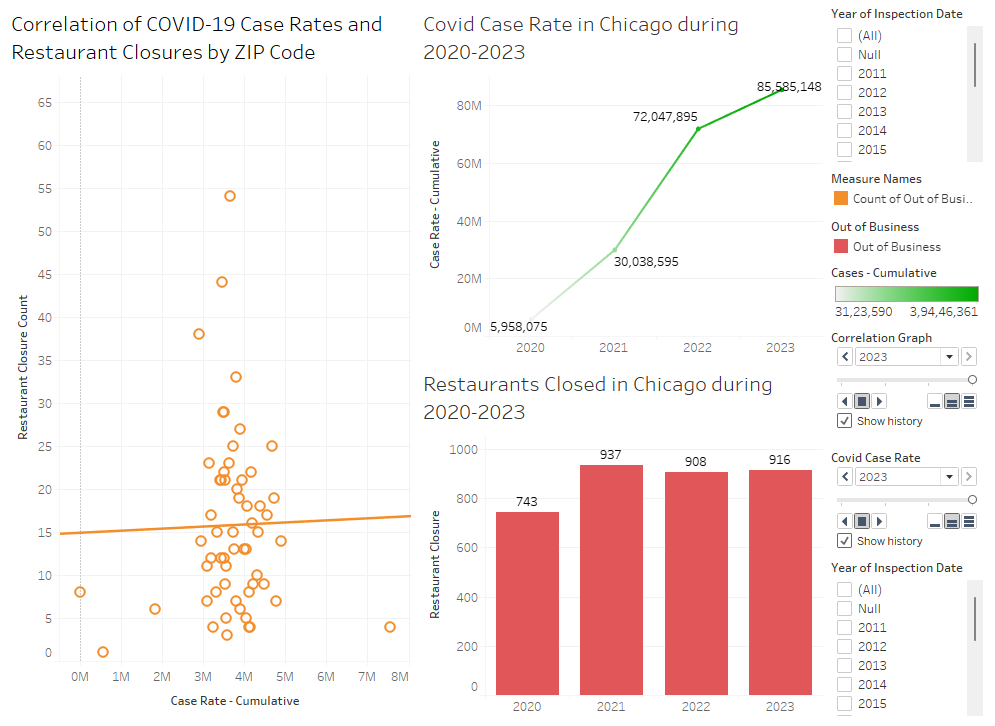 Correlation of COVID-19 Case Rates and
Restaurant Closures by ZIP Code
Restaurant Closure Count
65
60
55
50
45
40
35
30
25
20
15
10
5
0
0M 1M 2M 3M 4M 5M 6M 7M 8M
Case Rate - Cumulative
Covid Case Rate in Chicago during
2020-2023
Case Rate - Cumulative
80M
60M
40M
20M
0M
85,585,148
72,047,895
30,038,595
5,958,075
2020 2021 2022 2023
Restaurants Closed in Chicago during
2020-2023
Restaurant Closure
1000
800
600
400
200
0
743
937
908
916
2020 2021 2022 2023
Year of Inspection Date
(All)
Null
2011
2012
2013
2014
2015
Measure Names
Count of Out of Busi..
Out of Business
Out of Business
Cases - Cumulative
31,23,590 3,94,46,361
Correlation Graph
2023
Show history
Covid Case Rate
2023
Show history
Year of Inspection Date
(All)
Null
2011
2012
2013
2014
2015